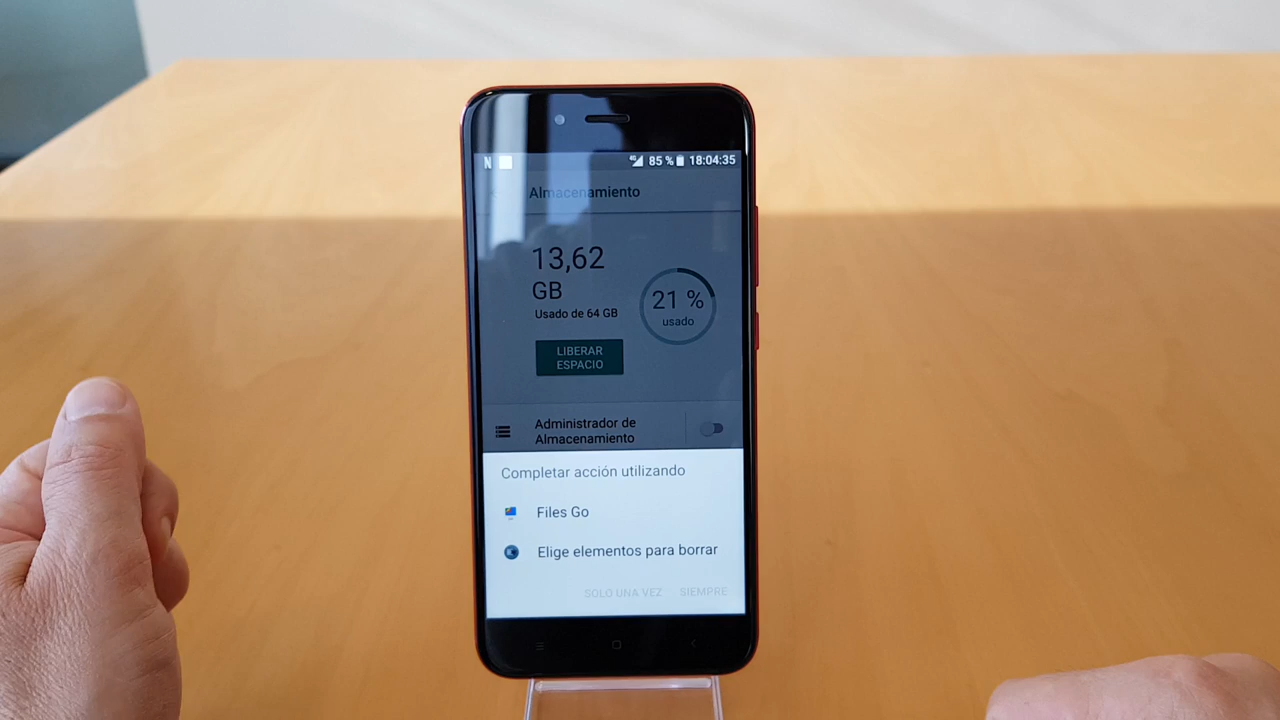 N 4G 85 % 18:04:35
Almacenamiento
13,62
GB
Usado de 64 GB
21 %
usado
LIBERAR
ESPACIO
Administrador de
Almacenamiento
Completar acción utilizando
Files Go
Elige elementos para borrar
SOLO UNA VEZ SIEMPRE